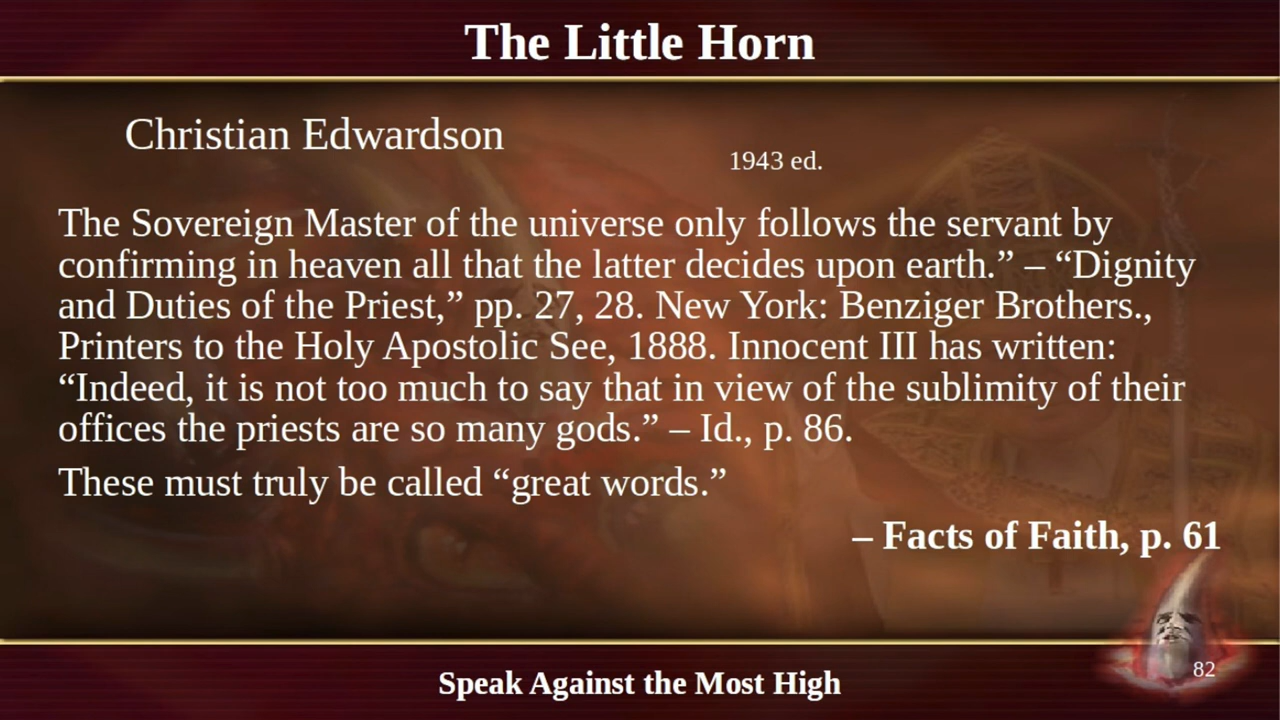 The Little Horn
Christian Edwardson
1943 ed.
The Sovereign Master of the universe only follows the servant by
confirming in heaven all that the latter decides upon earth.” – “Dignity
and Duties of the Priest,” pp. 27, 28. New York: Benziger Brothers.,
Printers to the Holy Apostolic See, 1888. Innocent III has written:
“Indeed, it is not too much to say that in view of the sublimity of their
offices the priests are so many gods.” – Id., p. 86.
These must truly be called “great words.”
– Facts of Faith, p. 61
82
Speak Against the Most High